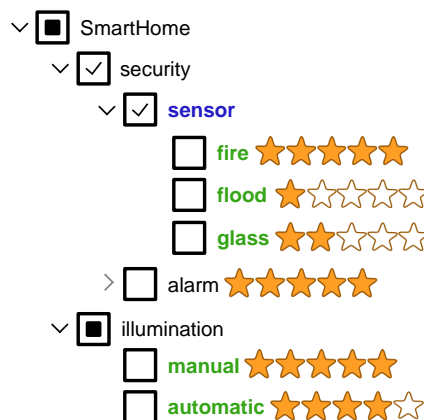 SmartHome
security
sensor
fire
flood
glass
alarm
illumination
manual
automatic